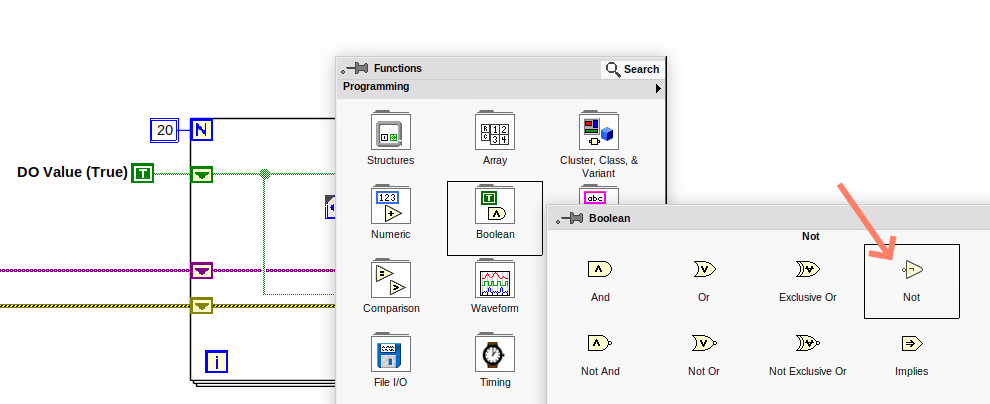 Functions
Search
Programming
20
N
DO Value (True)
T
Structures
Array
Cluster, Class, &
Variant
123
abc
Numeric
Boolean
Boolean
Not
And
Or
Exclusive Or
Not
Comparison
Waveform
i
Not And
Not Or
Not Exclusive Or
Implies
File I/O
Timing